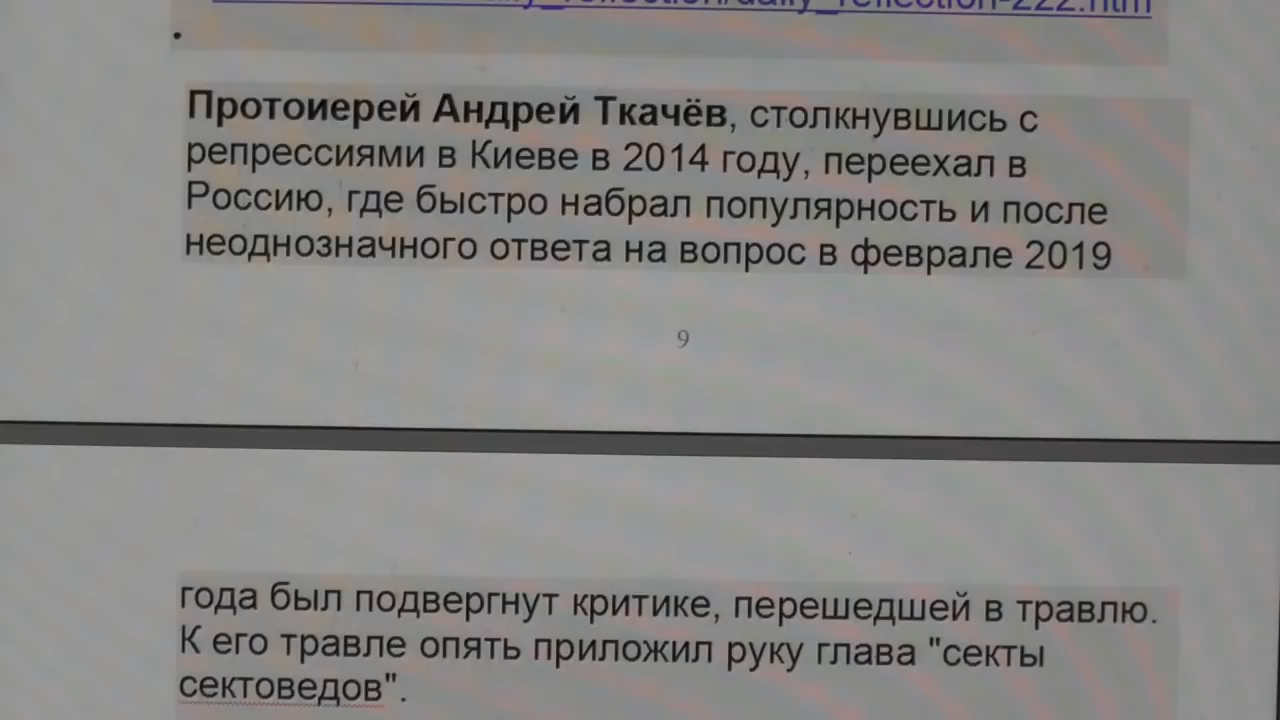 .
Протоиерей Андрей Ткачёв, столкнувшись с
репрессиями в Киеве в 2014 году, переехал в
Россию, где быстро набрал популярность и после
неоднозначного ответа на вопрос в феврале 2019
9
года был подвергнут критике, перешедшей в травлю.
К его травле опять приложил руку глава "секты
сектоведов".